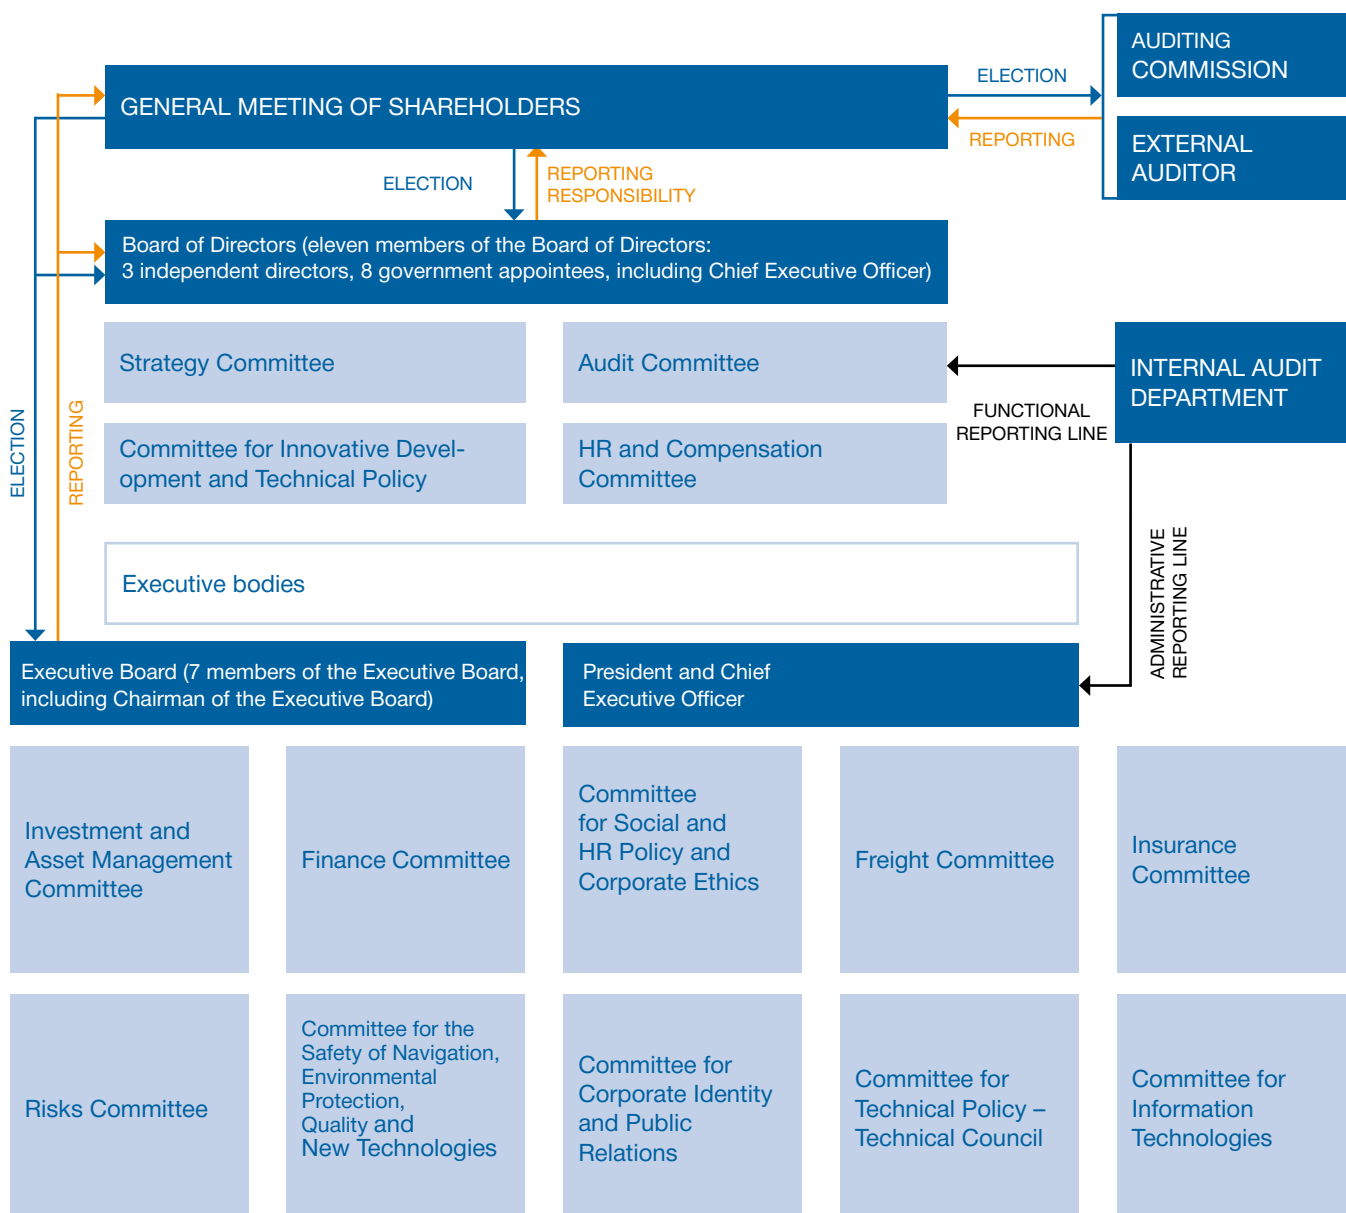 AUDITING
COMMISSION
ELECTION
GENERAL MEETING OF SHAREHOLDERS
REPORTING
EXTERNAL
AUDITOR
ELECTION
REPORTING
RESPONSIBILITY
Board of Directors (eleven members of the Board of Directors:
3 independent directors, 8 government appointees, including Chief Executive Officer)
Strategy Committee
Audit Committee
INTERNAL AUDIT
DEPARTMENT
FUNCTIONAL
REPORTING LINE
ELECTION
REPORTING
Committee for Innovative Devel-
opment and Technical Policy
HR and Compensation
Committee
ADMINISTRATIVE
REPORTING LINE
Executive bodies
Executive Board (7 members of the Executive Board,
including Chairman of the Executive Board)
President and Chief
Executive Officer
Investment and
Asset Management
Committee
Finance Committee
Committee
for Social and
HR Policy and
Corporate Ethics
Freight Committee
Insurance
Committee
Risks Committee
Committee for the
Safety of Navigation,
Environmental
Protection,
Quality and
New Technologies
Committee for
Corporate Identity
and Public
Relations
Committee for
Technical Policy –
Technical Council
Committee for
Information
Technologies